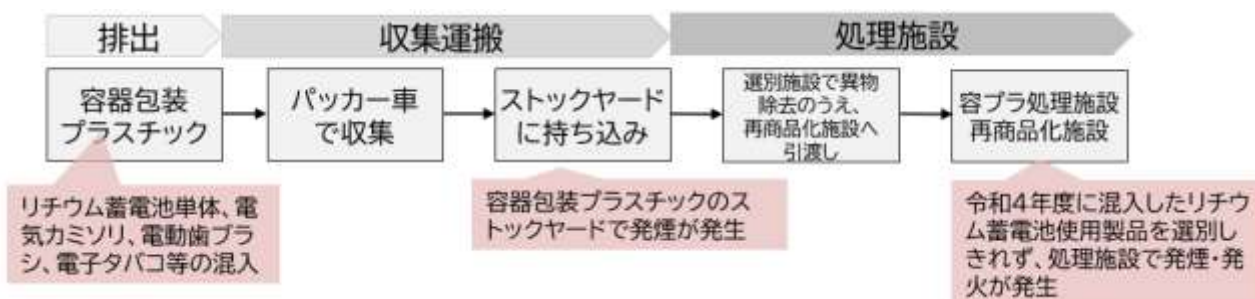 排出
収集運搬
処理施設
容器包装
プラスチック
パッカー車
で収集
ストックヤード
に持ち込み
選別施設で異物
除去のうえ、
再商品化施設へ
引渡し
容プラ処理施設
再商品化施設
リチウム蓄電池単体、電
気カミソリ、電動歯ブラ
シ、電子タバコ等の混入
容器包装プラスチックのス
トックヤードで発煙が発生
令和4年度に混入したリチウ
ム蓄電池使用製品を選別し
きれず、処理施設で発煙・発
火が発生